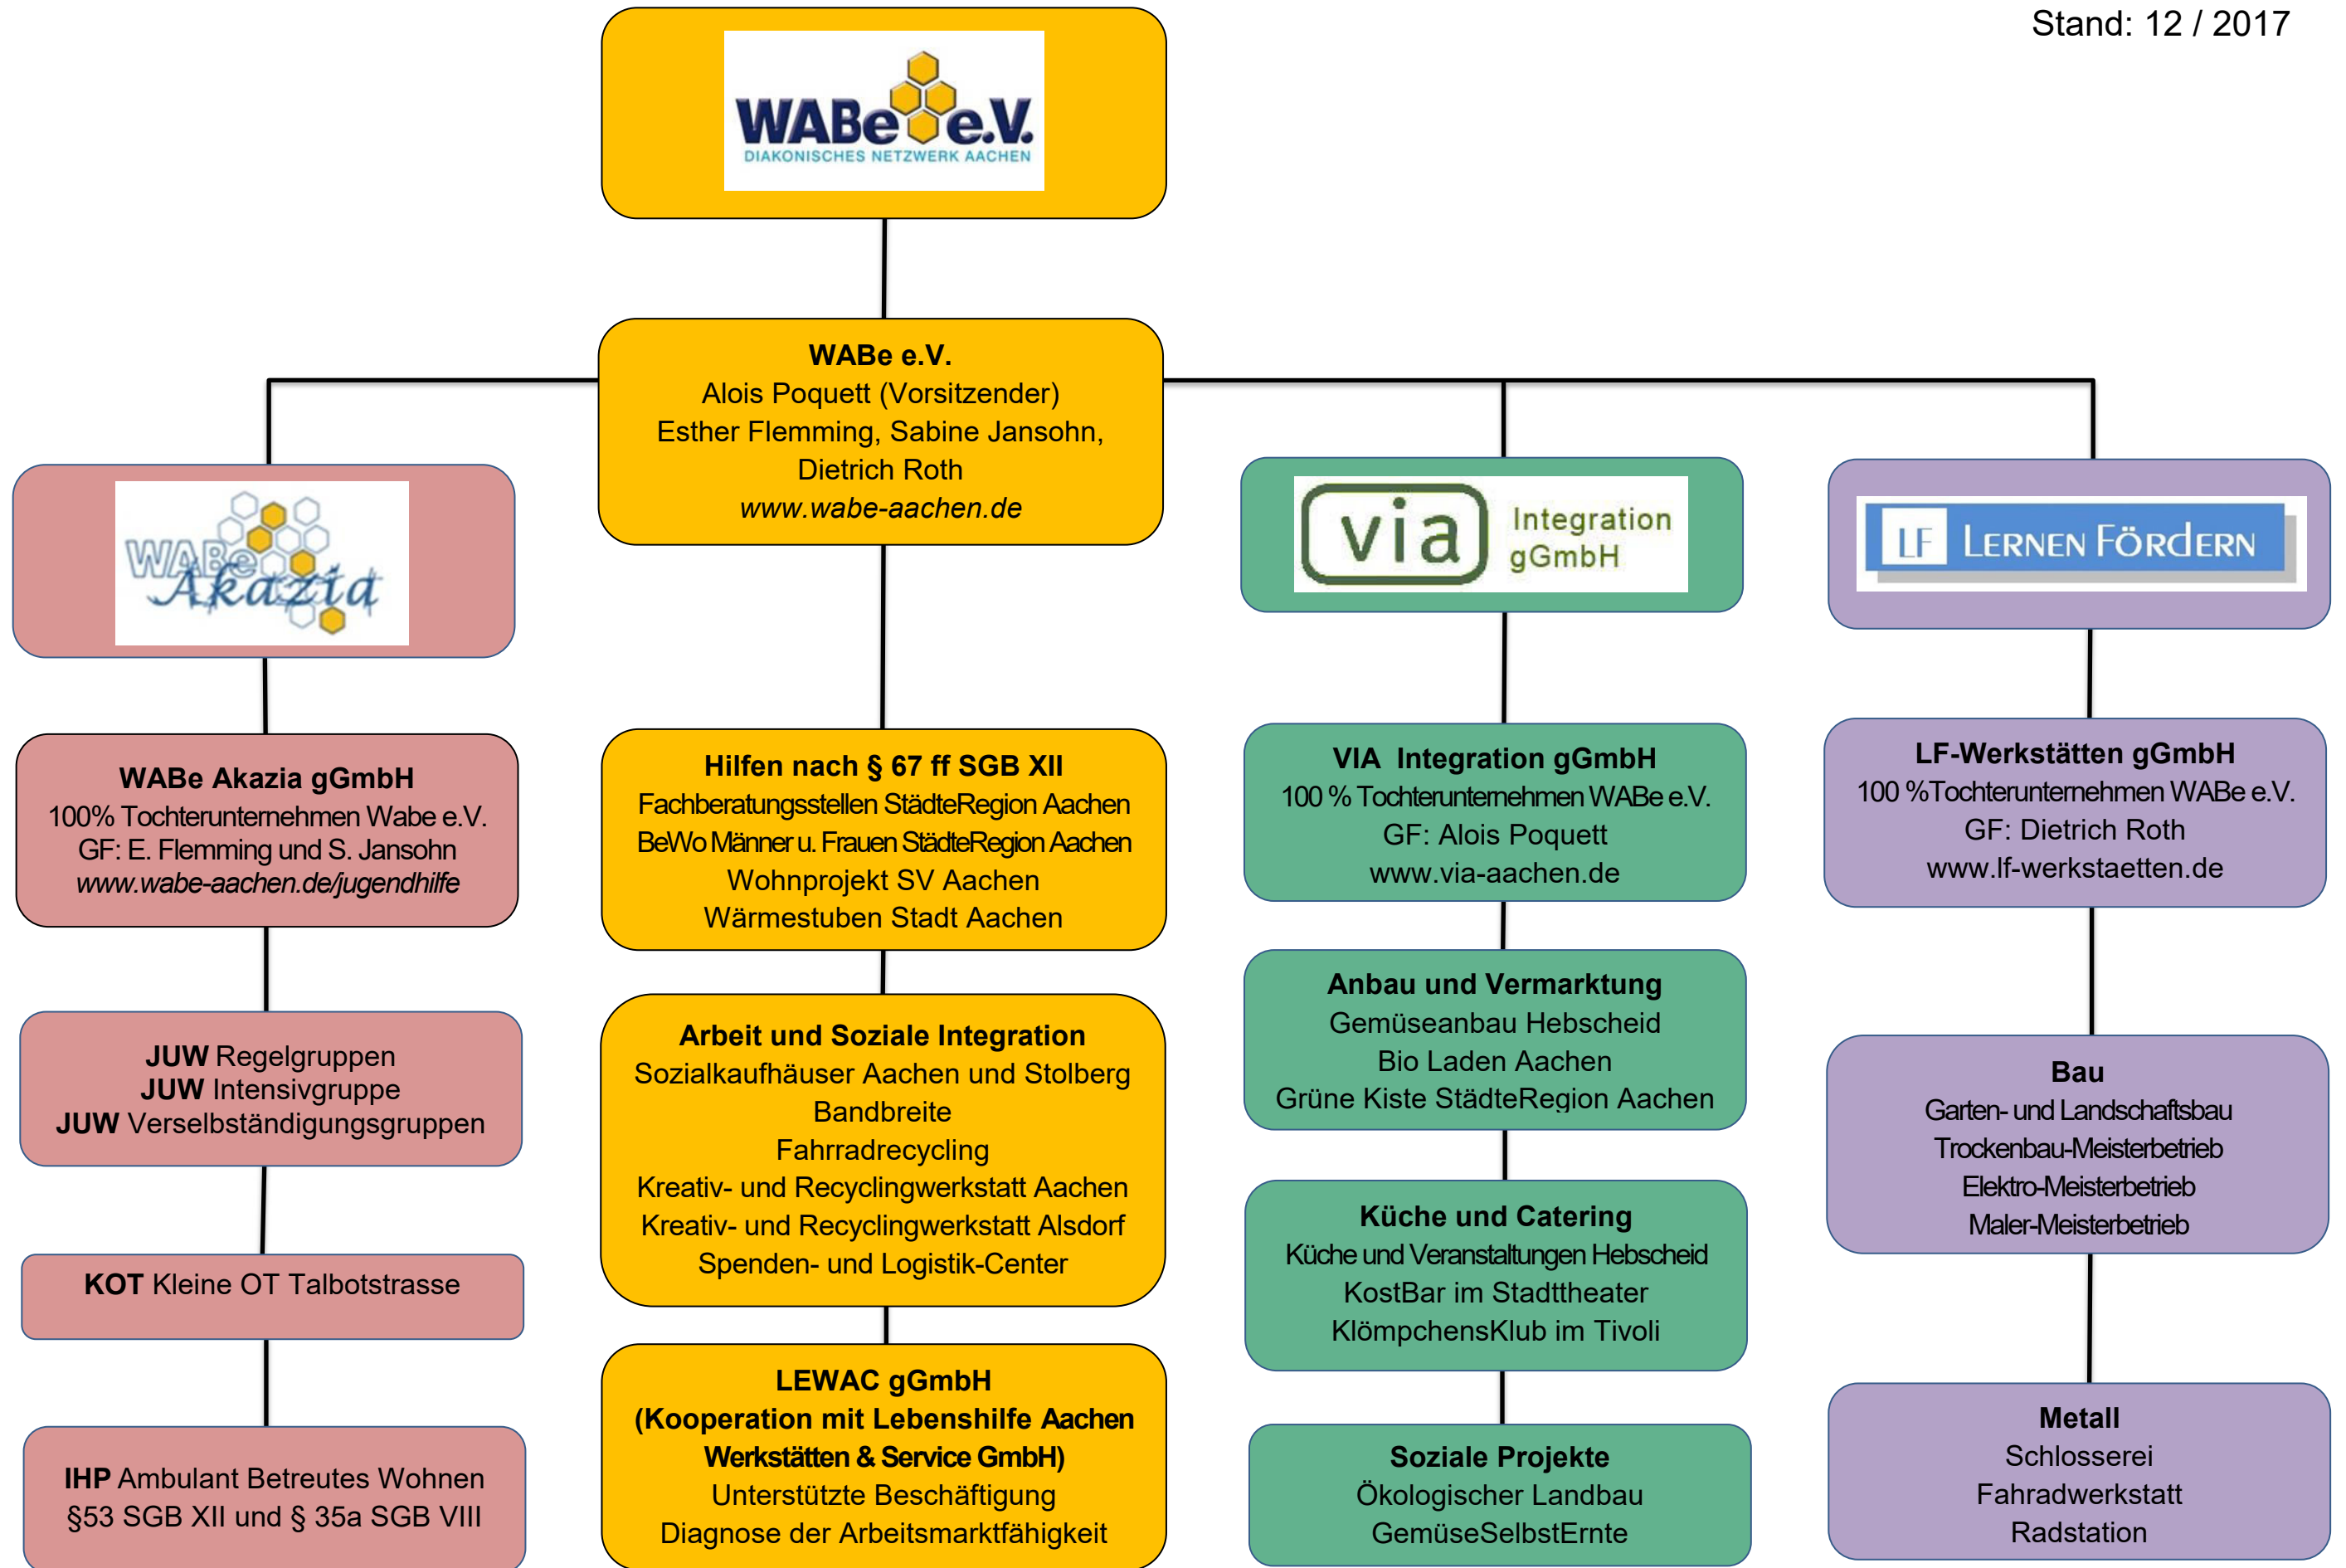 Stand: 12 / 2017
WABe e.V.
DIAKONISCHES NETZWERK AACHEN
WABe e.V.
Alois Poquett (Vorsitzender)
Esther Flemming, Sabine Jansohn,
Dietrich Roth
www.wabe-aachen.de
WABe
Akazia
WABe Akazia gGmbH
100% Tochterunternehmen Wabe e.V.
GF: E. Flemming und S. Jansohn
www.wabe-aachen.de/jugendhilfe
JUW Regelgruppen
JUW Intensivgruppe
JUW Verselbständigungsgruppen
KOT Kleine OT Talbotstrasse
IHP Ambulant Betreutes Wohnen
§53 SGB XII und § 35a SGB VIII
Hilfen nach § 67 ff SGB XII
Fachberatungsstellen StädteRegion Aachen
BeWo Männer u. Frauen StädteRegion Aachen
Wohnprojekt SV Aachen
Wärmestuben Stadt Aachen
Arbeit und Soziale Integration
Sozialkaufhäuser Aachen und Stolberg
Bandbreite
Fahrradrecycling
Kreativ- und Recyclingwerkstatt Aachen
Kreativ- und Recyclingwerkstatt Alsdorf
Spenden- und Logistik-Center
LEWAC gGmbH
(Kooperation mit Lebenshilfe Aachen
Werkstätten & Service GmbH)
Unterstützte Beschäftigung
Diagnose der Arbeitsmarktfähigkeit
via Integration
gGmbH
VIA Integration gGmbH
100 % Tochterunternehmen WABe e.V.
GF: Alois Poquett
www.via-aachen.de
Anbau und Vermarktung
Gemüseanbau Hebscheid
Bio Laden Aachen
Grüne Kiste StädteRegion Aachen
Küche und Catering
Küche und Veranstaltungen Hebscheid
KostBar im Stadttheater
KlömpchensKlub im Tivoli
Soziale Projekte
Ökologischer Landbau
GemüseSelbstErnte
LF LERNEN FÖRDERN
LF-Werkstätten gGmbH
100 %Tochterunternehmen WABe e.V.
GF: Dietrich Roth
www.lf-werkstaetten.de
Bau
Garten- und Landschaftsbau
Trockenbau-Meisterbetrieb
Elektro-Meisterbetrieb
Maler-Meisterbetrieb
Metall
Schlosserei
Fahradwerkstatt
Radstation